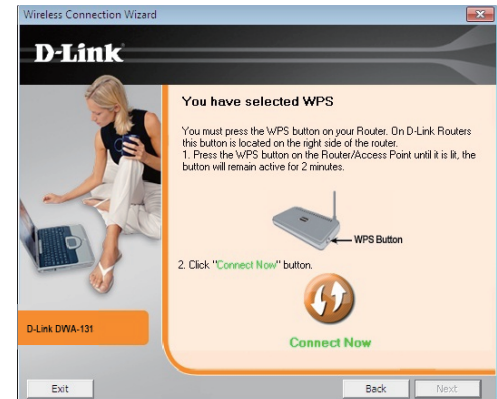 Wireless Connection Wizard
D-Link
You have selected WPS
You must press the WPS button on your Router. On D-Link Routers
this button is located on the right side of the router.
1. Press the WPS button on the Router/Access Point until it is lit, the
button will remain active for 2 minutes.
WPS Button
2. Click "Connect Now" button.
Connect Now
D-Link DWA-131
Exit
Back
Next